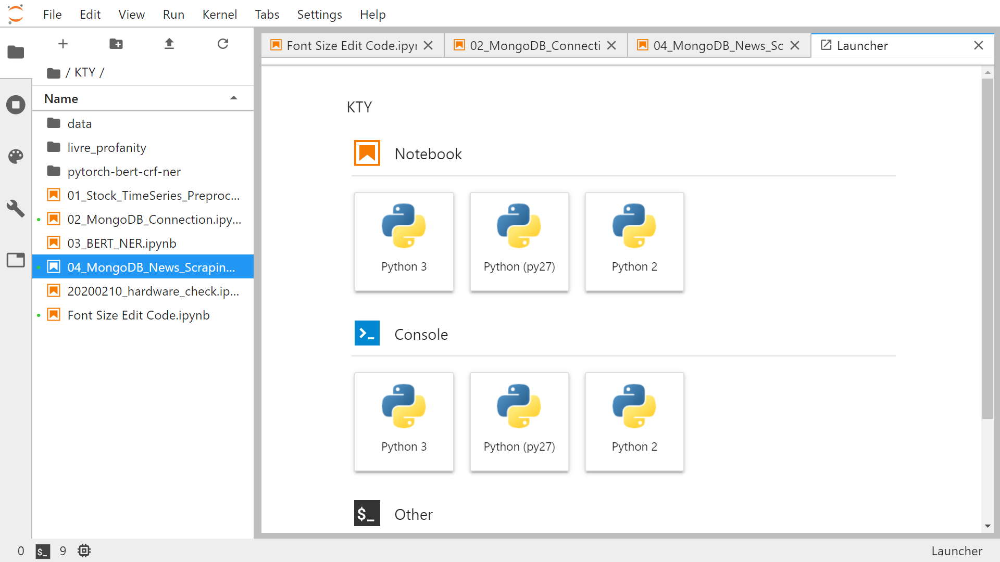 File Edit View Run Kernel Tabs Settings Help
/ KTY /
Name
data
livre_profanity
pytorch-bert-crf-ner
01_Stock_TimeSeries_Preproc...
02_MongoDB_Connection.ipy...
03_BERT_NER.ipynb
04_MongoDB_News_Scrapin...
20200210_hardware_check.ip...
Font Size Edit Code.ipynb
Font Size Edit Code.ipyn 02_MongoDB_Connecti 04_MongoDB_News_Sc Launcher
KTY
Notebook
Python 3 Python (py27) Python 2
Console
Python 3 Python (py27) Python 2
$_ Other
0 $_ 9 Launcher